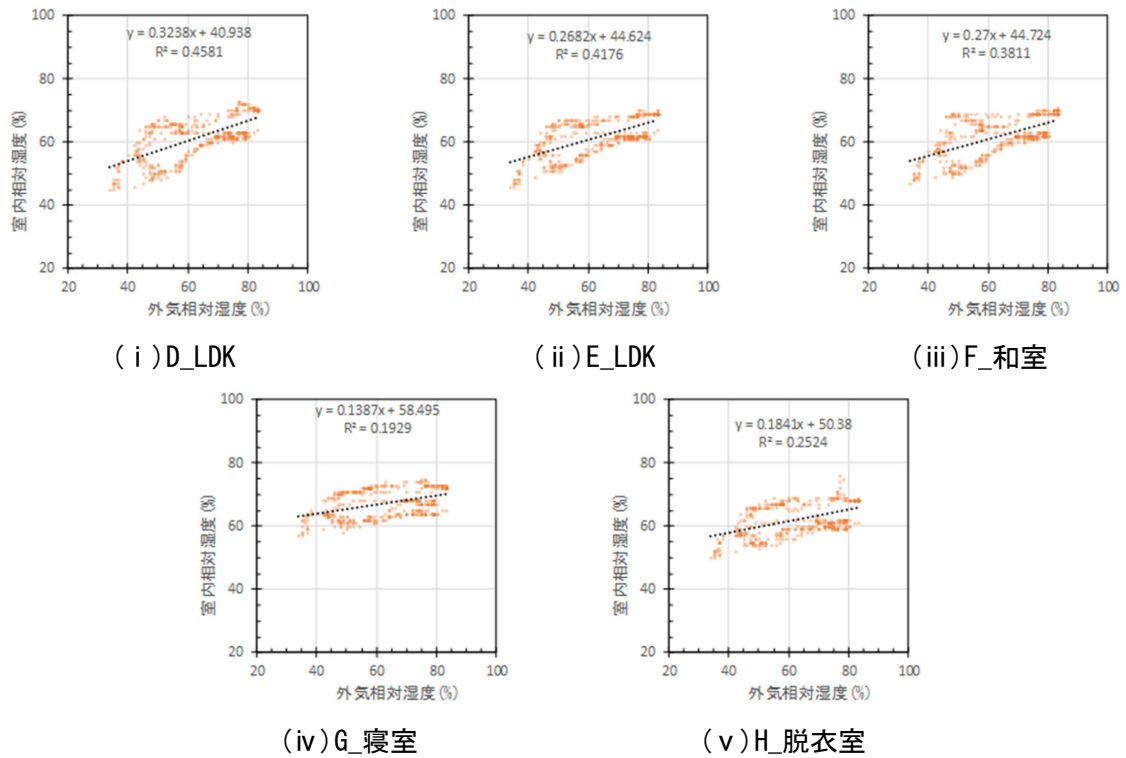 100
80
60
40
20
20 40 60 80 100
室内相対湿度(%)
外気相対湿度(%)
y = 0.3238x + 40.938
R² = 0.4581
(ⅰ)D_LDK
100
80
60
40
20
20 40 60 80 100
室内相対湿度(%)
外気相対湿度(%)
y = 0.2682x + 44.624
R² = 0.4176
(ⅱ)E_LDK
100
80
60
40
20
20 40 60 80 100
室内相対湿度(%)
外気相対湿度(%)
y = 0.27x + 44.724
R² = 0.3811
(ⅲ)F_和室
100
80
60
40
20
20 40 60 80 100
室内相対湿度(%)
外気相対湿度(%)
y = 0.1387x + 58.495
R² = 0.1929
(ⅳ)G_寝室
100
80
60
40
20
20 40 60 80 100
室内相対湿度(%)
外気相対湿度(%)
y = 0.1841x + 50.38
R² = 0.2524
(ⅴ)H_脱衣室